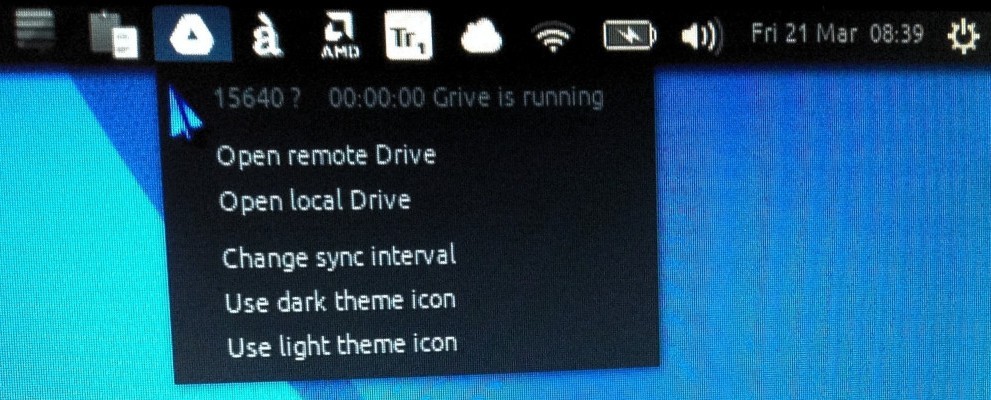 à AMD Tr1 Fri 21 Mar 08:39
15640 ? 00:00:00 Grive is running
Open remote Drive
Open local Drive
Change sync interval
Use dark theme icon
Use light theme icon